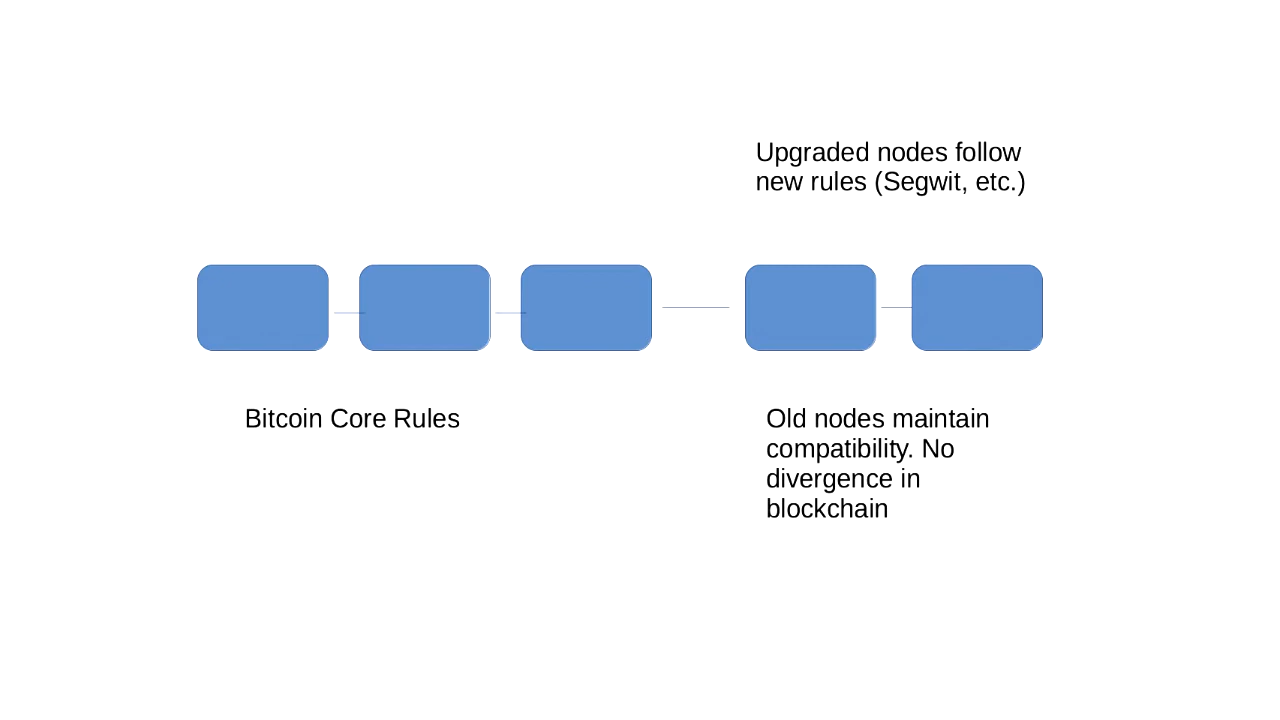 Upgraded nodes follow
new rules (Segwit, etc.)
Bitcoin Core Rules
Old nodes maintain
compatibility. No
divergence in
blockchain